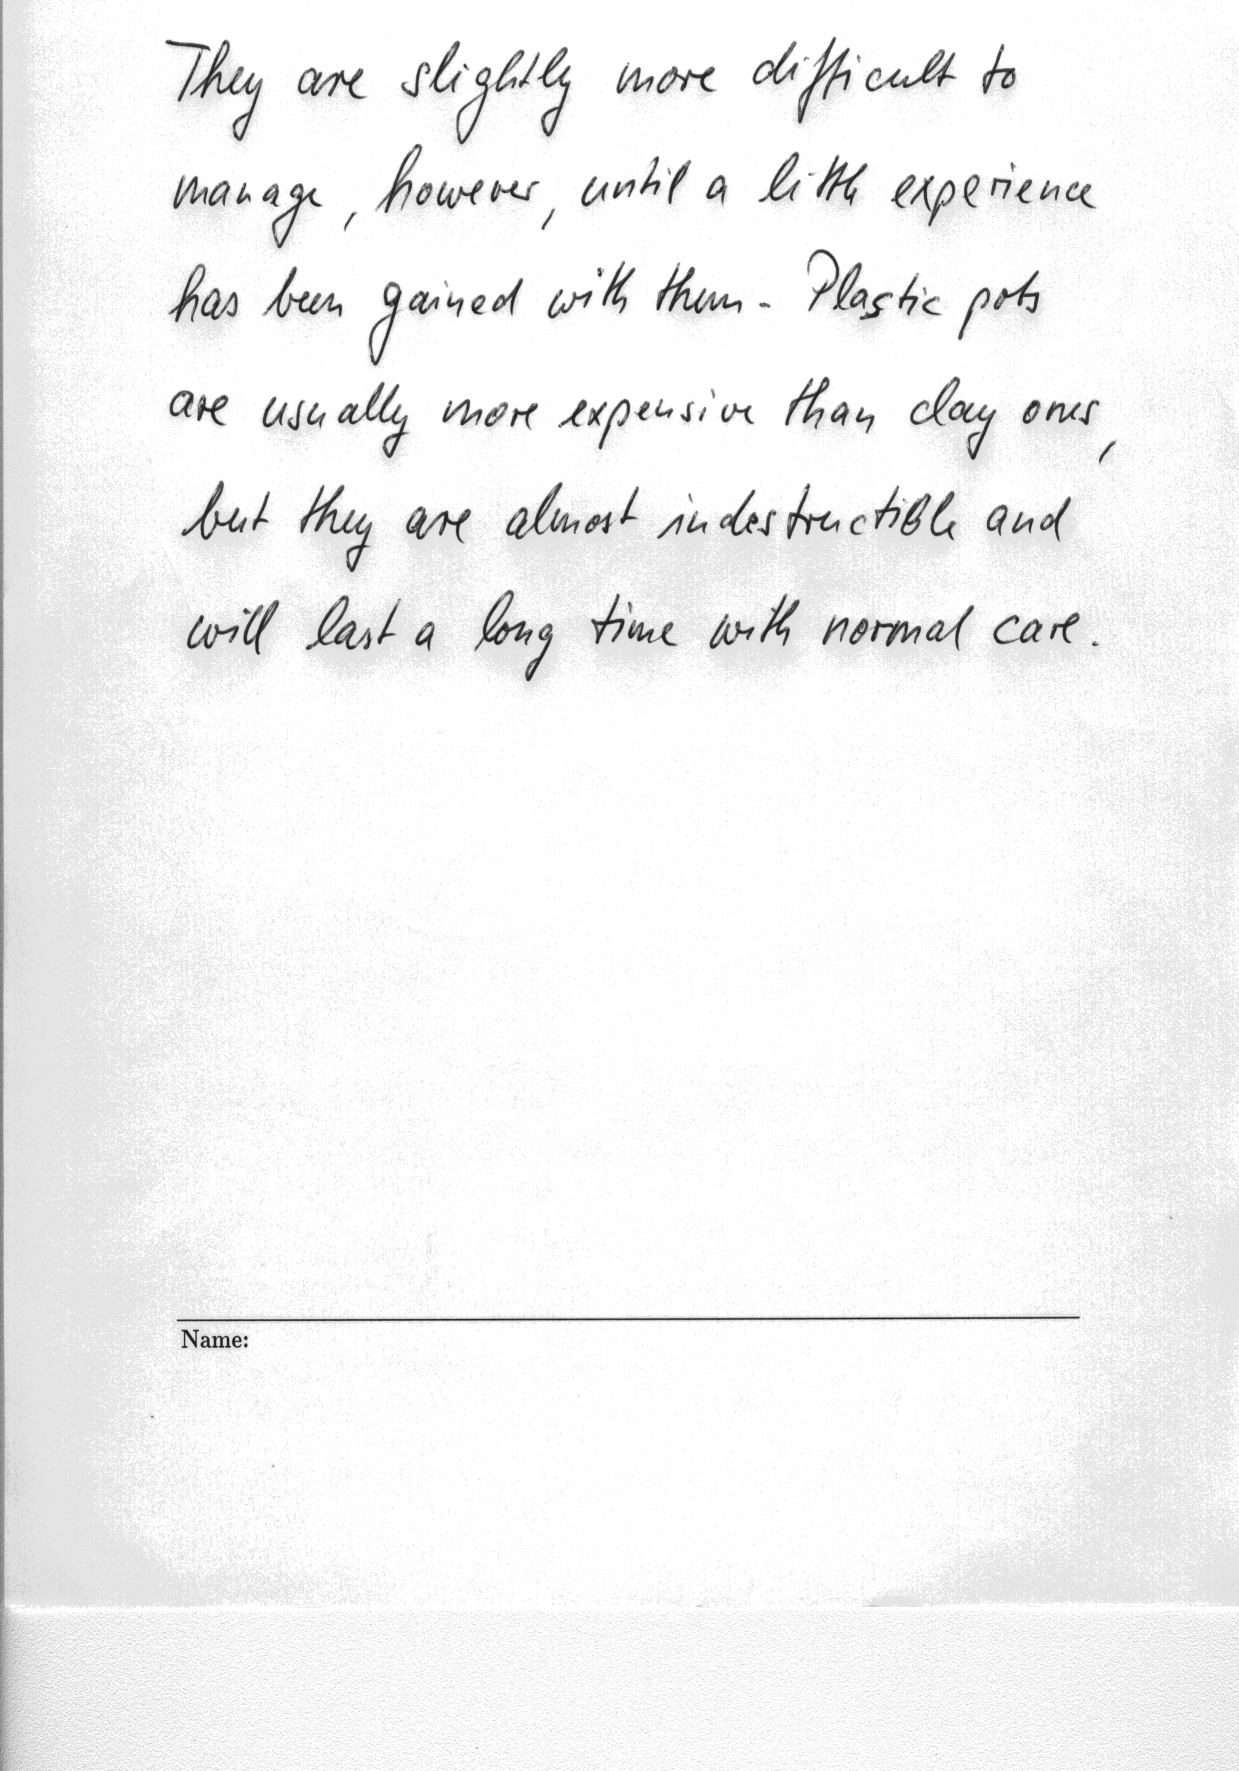 They are slightly more difficult to
manage, however, until a little experience
has been gained with them. Plastic pots
are usually more expensive than clay ones,
but they are almost indestructible and
will last a long time with normal care.
Name: